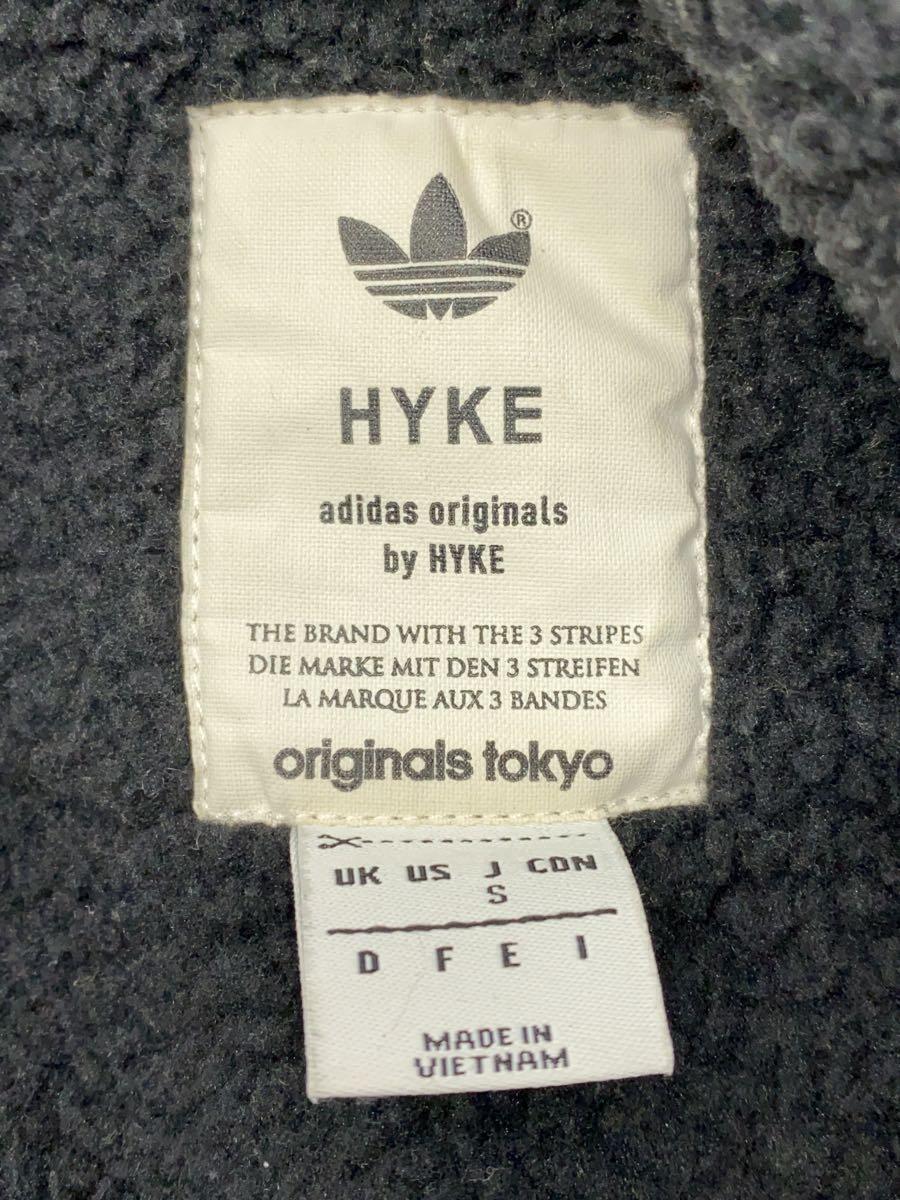 ®
HYKE
adidas originals
by HYKE
THE BRAND WITH THE 3 STRIPES
DIE MARKE MIT DEN 3 STREIFEN
LA MARQUE AUX 3 BANDES
originals tokyo
UK US J CDN
S
D F E I
MADE IN
VIETNAM